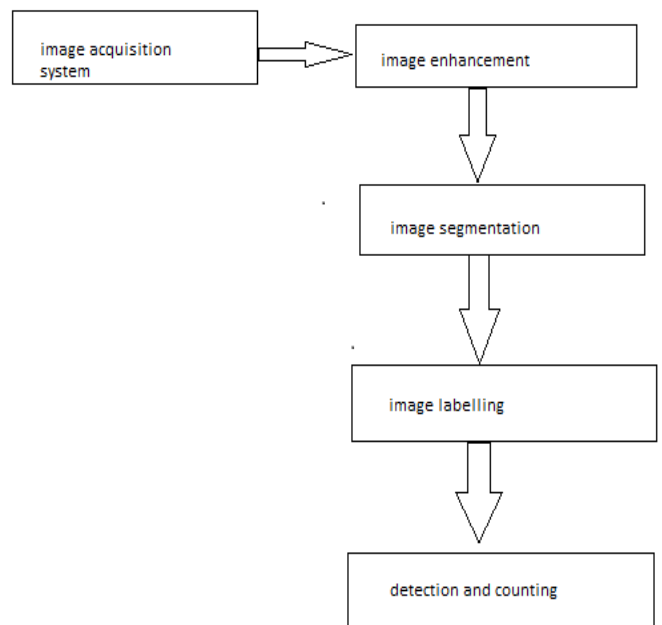 image acquisition
system
image enhancement
image segmentation
image labelling
detection and counting